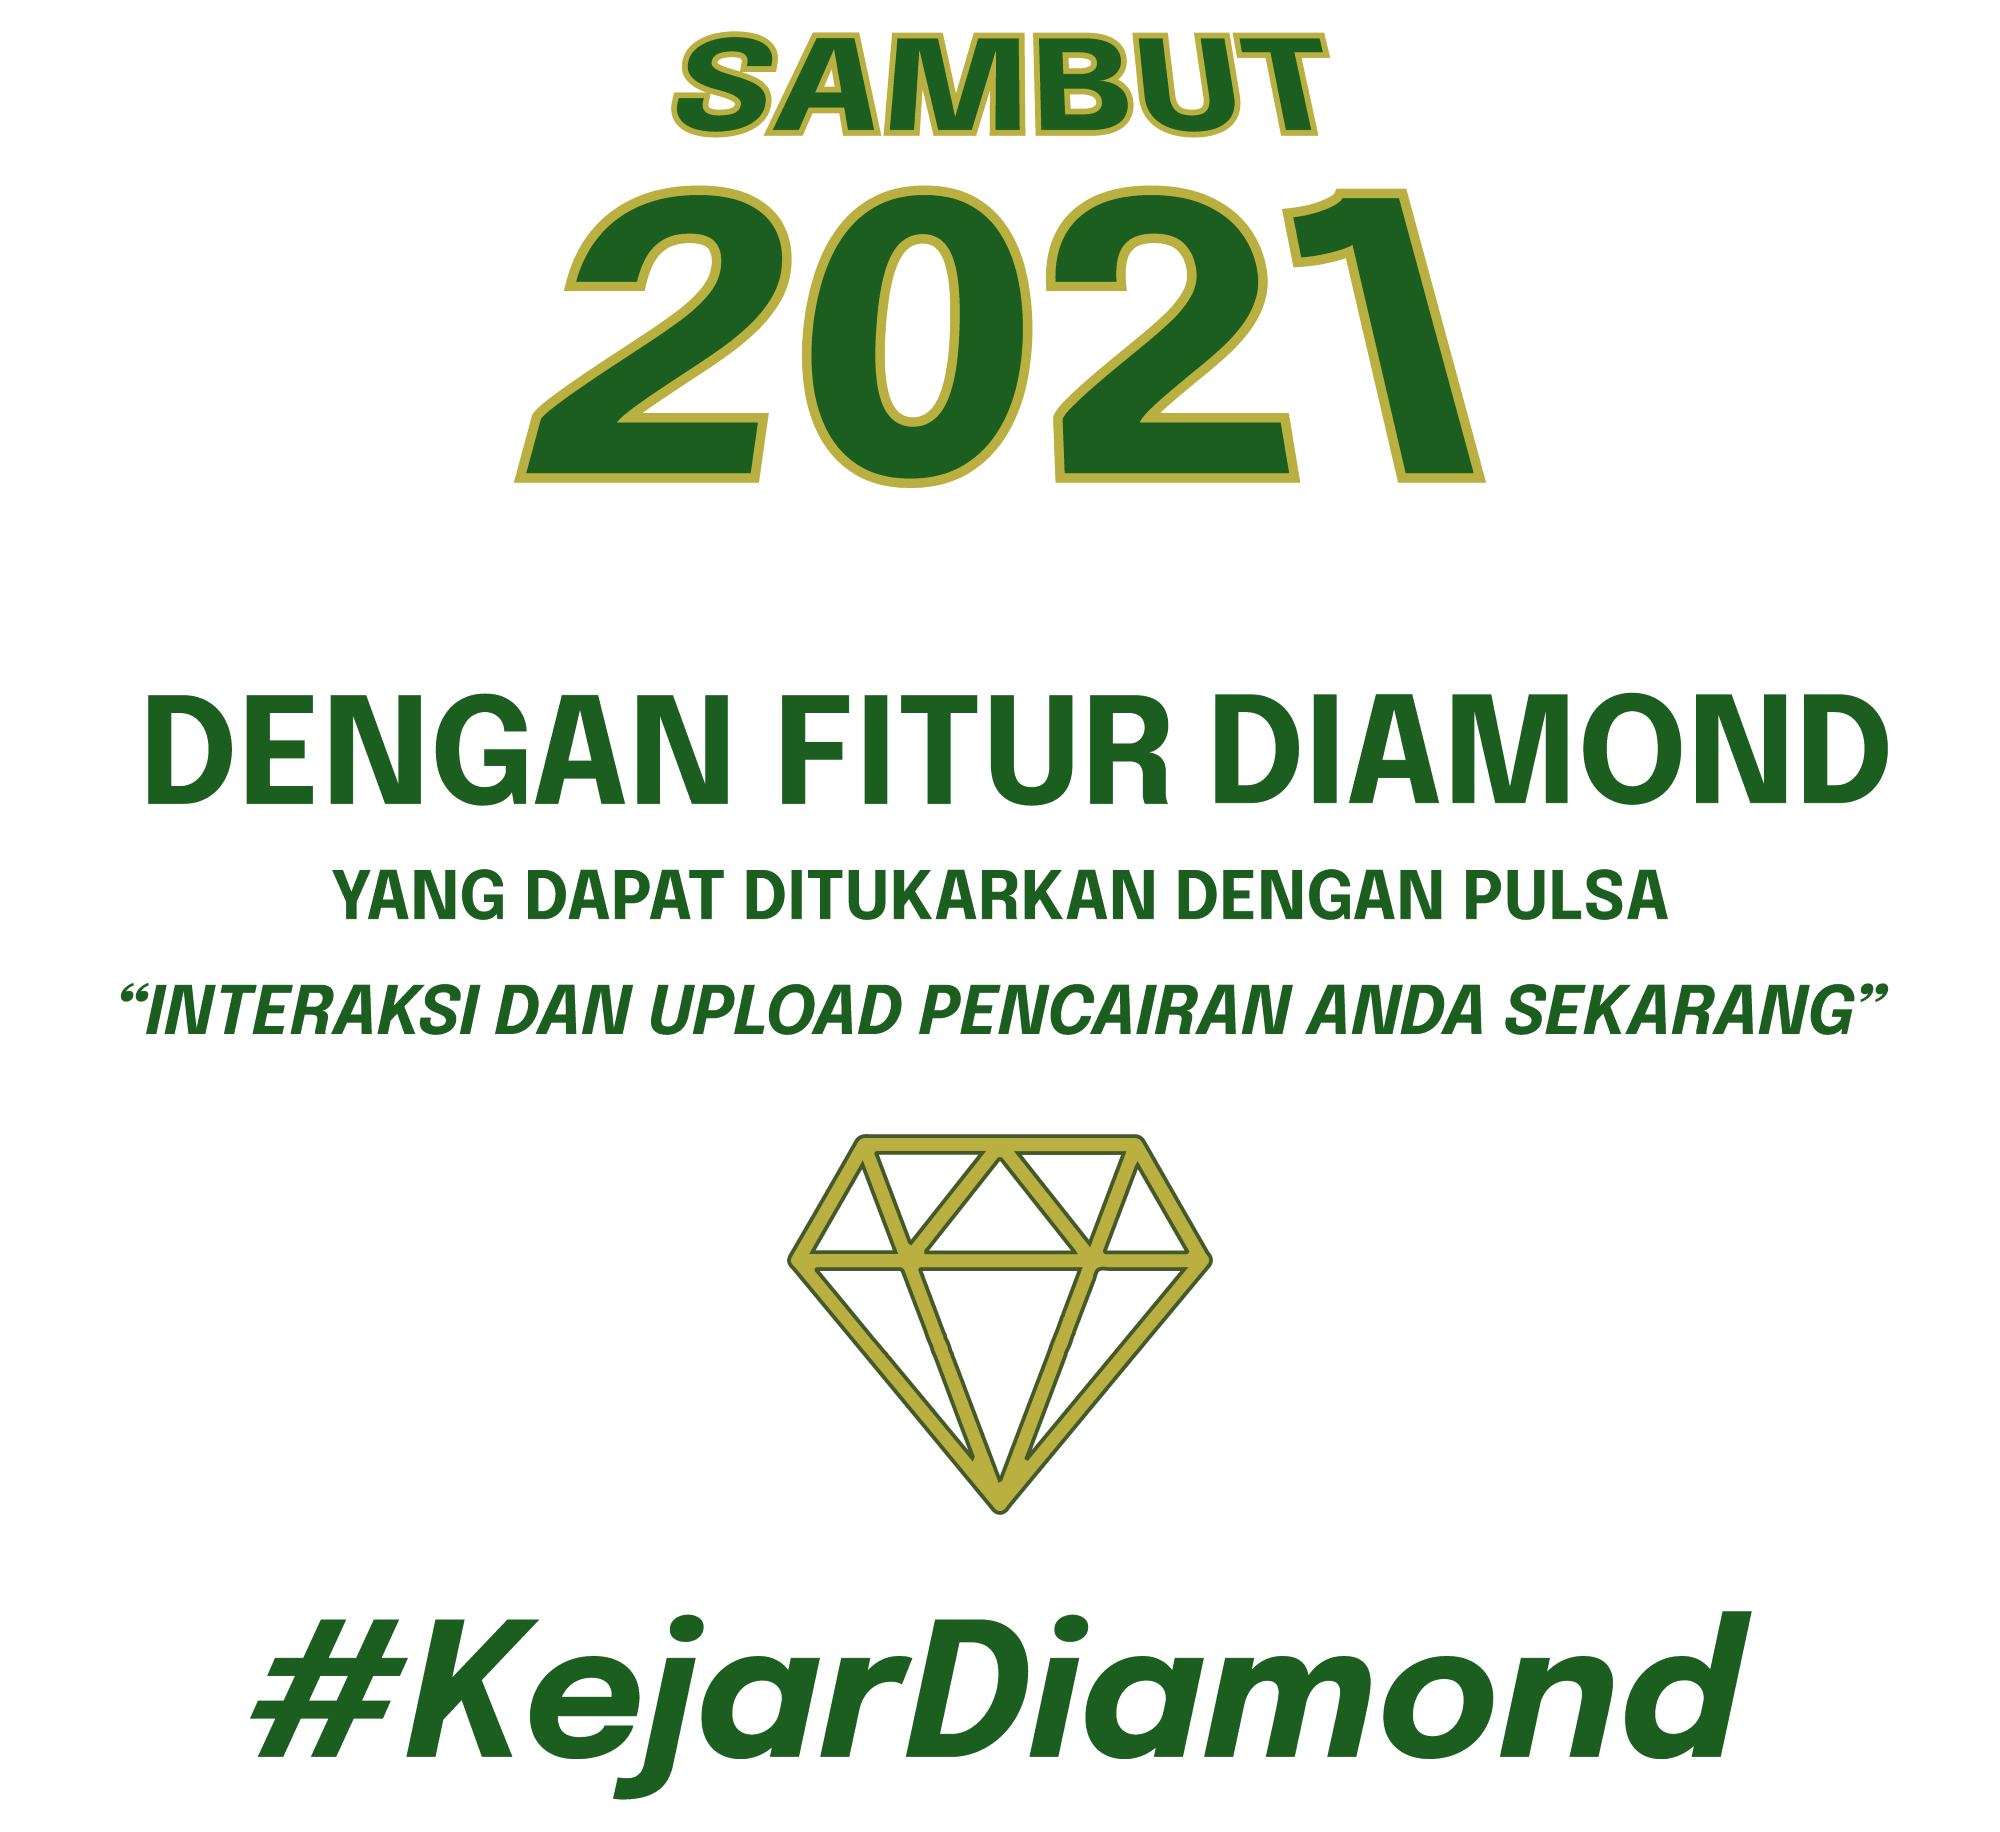 SAMBUT
2021
DENGAN FITUR DIAMOND
YANG DAPAT DITUKARKAN DENGAN PULSA
“INTERAKSI DAN UPLOAD PENCAIRAN ANDA SEKARANG”
#KejarDiamond